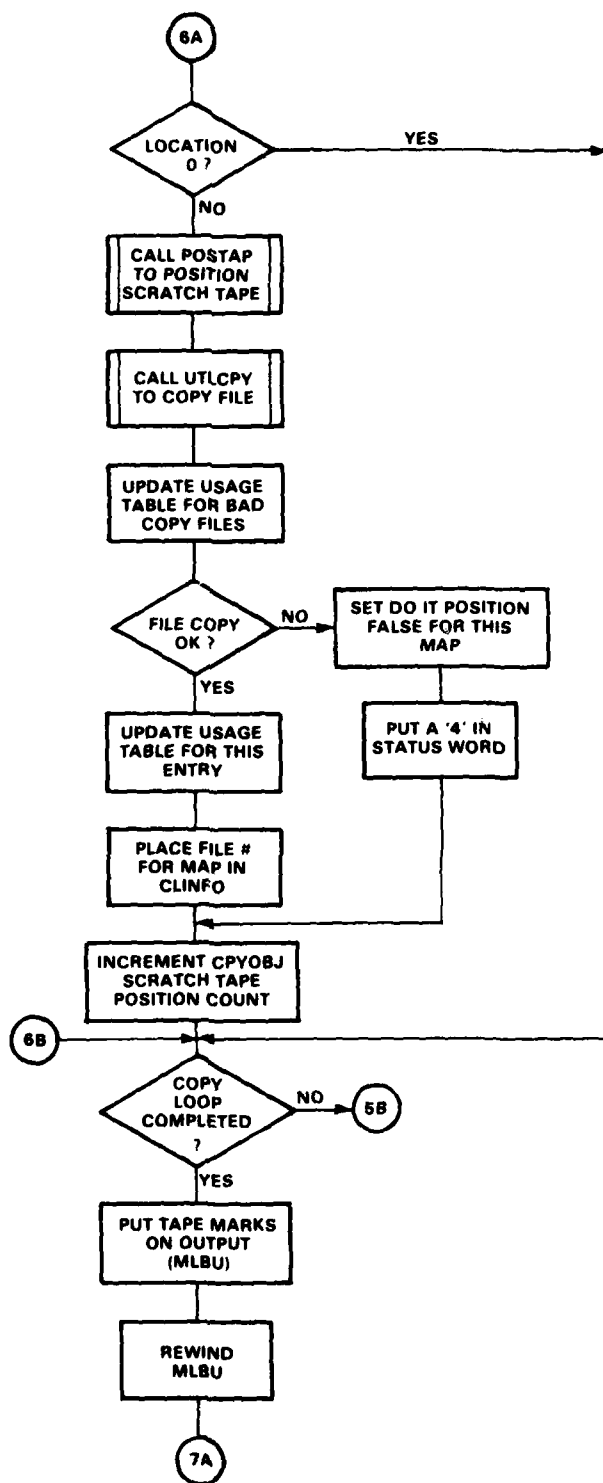 6A
LOCATION
0 ?
YES
NO
CALL POSTAP
TO POSITION
SCRATCH TAPE
CALL UTLCPY
TO COPY FILE
UPDATE USAGE
TABLE FOR BAD
COPY FILES
FILE COPY
OK ?
NO
SET DO IT POSITION
FALSE FOR THIS
MAP
YES
PUT A '4' IN
STATUS WORD
UPDATE USAGE
TABLE FOR THIS
ENTRY
PLACE FILE #
FOR MAP IN
CLINFO
INCREMENT CPYOBJ
SCRATCH TAPE
POSITION COUNT
6B
COPY
LOOP
COMPLETED
?
NO
5B
YES
PUT TAPE MARKS
ON OUTPUT
(MLBU)
REWIND
MLBU
7A